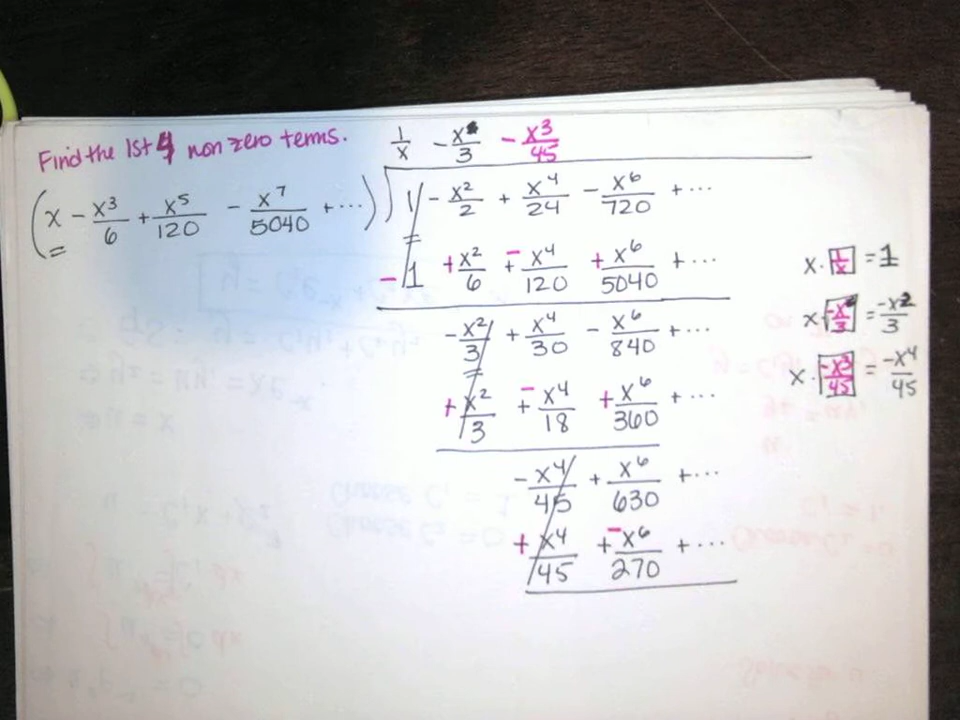 Find the 1st 4 non zero terms.
1/x - x/3 - x³/45
(x - x³/6 + x⁵/120 - x⁷/5040 + ...) ) 1 - x²/2 + x⁴/24 - x⁶/720 + ...
- 1 + x²/6 - x⁴/120 + x⁶/5040 + ...
x · 1/x = 1
- x²/3 + x⁴/30 - x⁶/840 + ...
x · -x/3 = -x²/3
+ x²/3 - x⁴/18 + x⁶/360 + ...
x · -x³/45 = -x⁴/45
- x⁴/45 + x⁶/630 + ...
+ x⁴/45 - x⁶/270 + ...